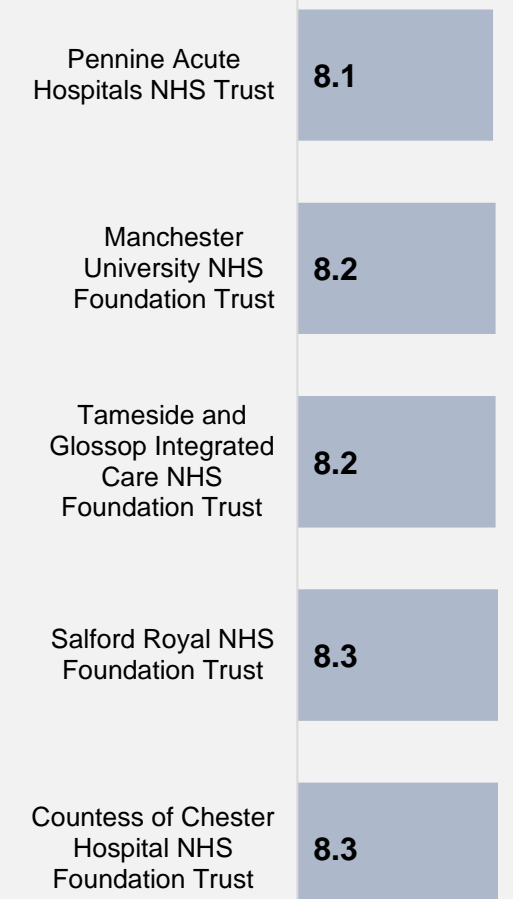 Pennine Acute
Hospitals NHS Trust
8.1
Manchester
University NHS
Foundation Trust
8.2
Tameside and
Glossop Integrated
Care NHS
Foundation Trust
8.2
Salford Royal NHS
Foundation Trust
8.3
Countess of Chester
Hospital NHS
Foundation Trust
8.3